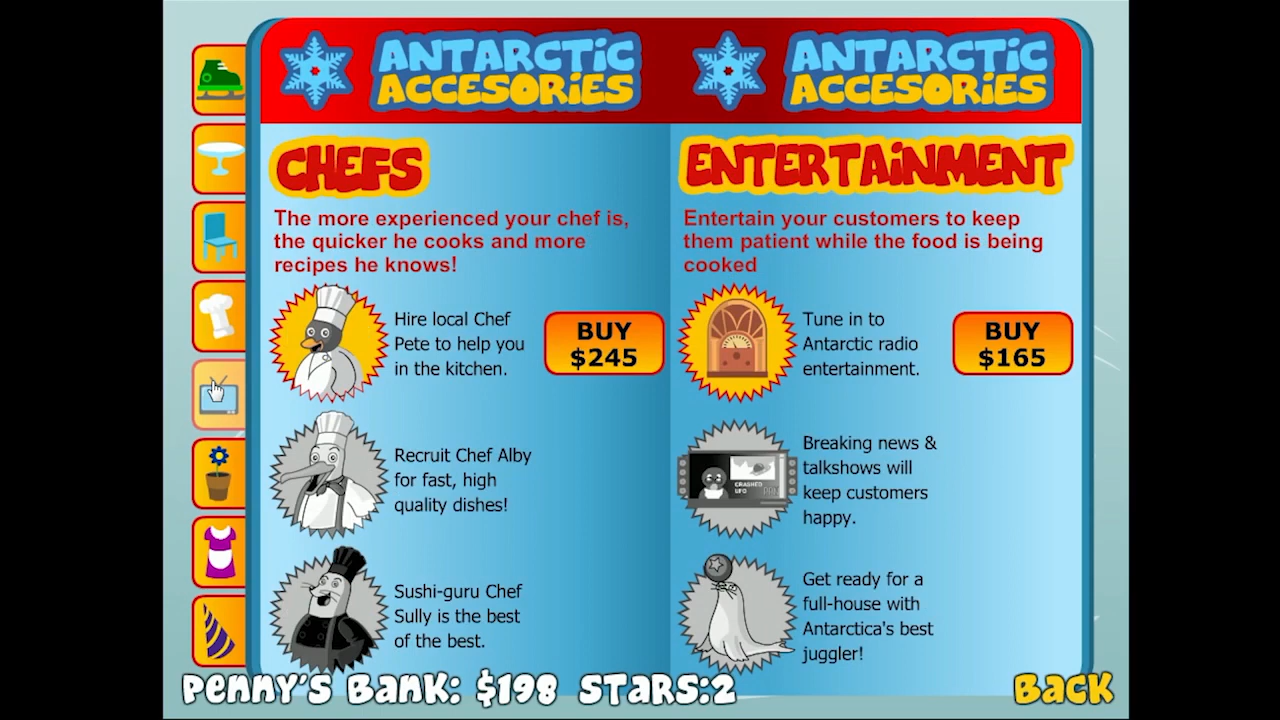 ANTARCTIC
ACCESORIES
ANTARCTIC
ACCESORIES
CHEFS
The more experienced your chef is,
the quicker he cooks and more
recipes he knows!
Hire local Chef
Pete to help you
in the kitchen.
BUY
$245
Recruit Chef Alby
for fast, high
quality dishes!
Sushi-guru Chef
Sully is the best
of the best.
ENTERTAINMENT
Entertain your customers to keep
them patient while the food is being
cooked
Tune in to
Antarctic radio
entertainment.
BUY
$165
CRASHED
UFO
Breaking news &
talkshows will
keep customers
happy.
Get ready for a
full-house with
Antarctica's best
juggler!
PENNY'S BANK: $198 STARS:2
BACK